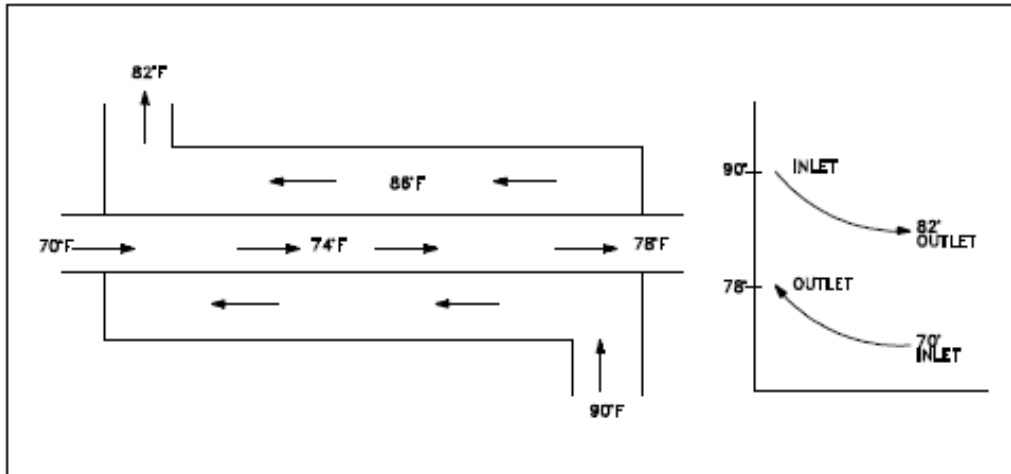 82°F
86°F
70°F
74°F
78°F
90°F
90°
INLET
82°
OUTLET
78°
OUTLET
70°
INLET